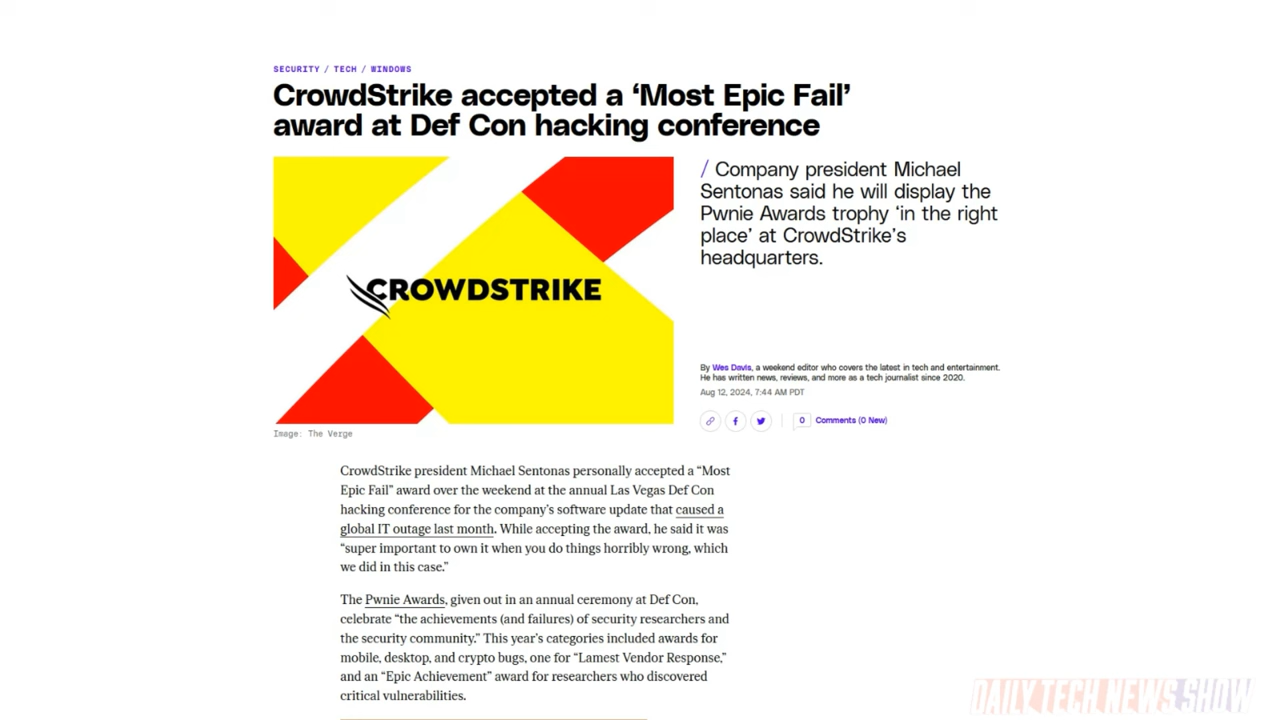 SECURITY / TECH / WINDOWS
CrowdStrike accepted a ‘Most Epic Fail’
award at Def Con hacking conference
/ Company president Michael
Sentonas said he will display the
Pwnie Awards trophy ‘in the right
place’ at CrowdStrike’s
headquarters.
CROWDSTRIKE
By Wes Davis, a weekend editor who covers the latest in tech and entertainment.
He has written news, reviews, and more as a tech journalist since 2020.
Aug 12, 2024, 7:44 AM PDT
0 Comments (0 New)
Image: The Verge
CrowdStrike president Michael Sentonas personally accepted a “Most
Epic Fail” award over the weekend at the annual Las Vegas Def Con
hacking conference for the company’s software update that caused a
global IT outage last month. While accepting the award, he said it was
“super important to own it when you do things horribly wrong, which
we did in this case.”
The Pwnie Awards, given out in an annual ceremony at Def Con,
celebrate “the achievements (and failures) of security researchers and
the security community.” This year’s categories included awards for
mobile, desktop, and crypto bugs, one for “Lamest Vendor Response,”
and an “Epic Achievement” award for researchers who discovered
critical vulnerabilities.
DAILY TECH NEWS SHOW